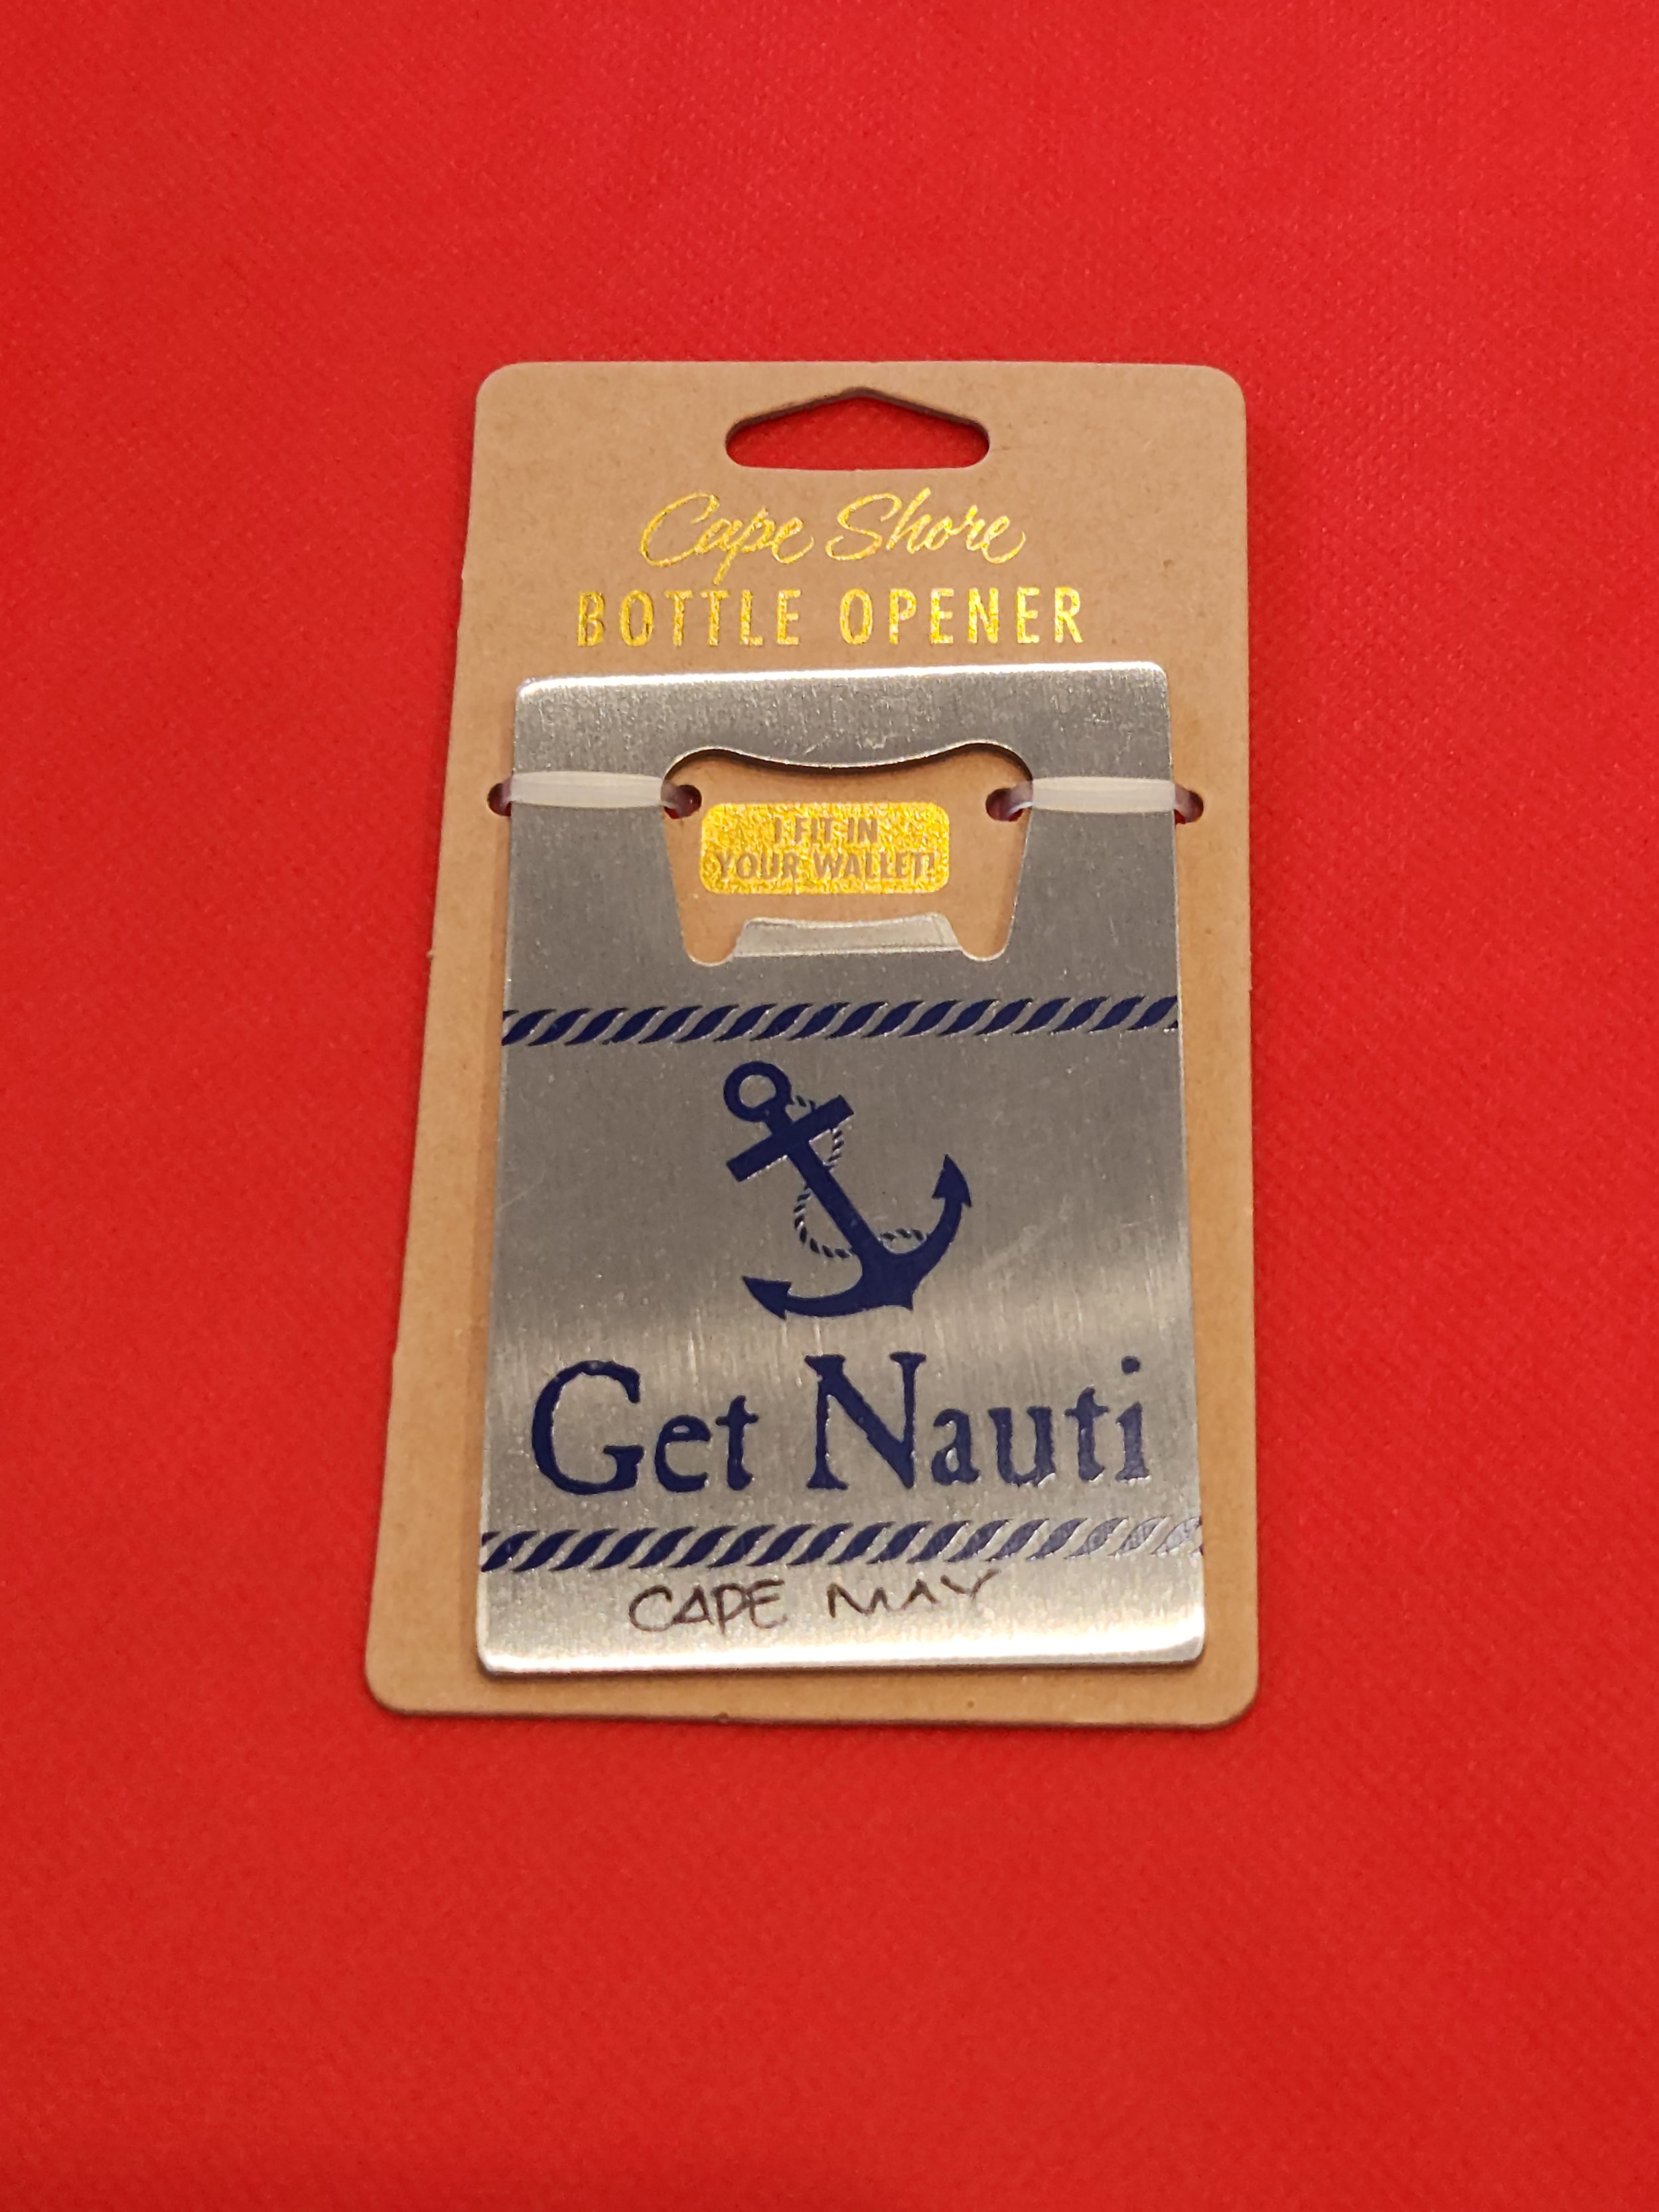 Cape Shore
BOTTLE OPENER
I FIT IN
YOUR WALLET!
Get Nauti
CAPE MAY